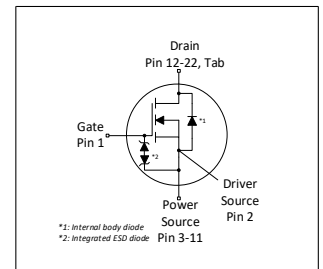 Drain
Pin 12-22, Tab
*1
Gate
Pin 1
*2
Driver
Source
Pin 2
Power
Source
Pin 3-11
*1: Internal body diode
*2: Integrated ESD diode